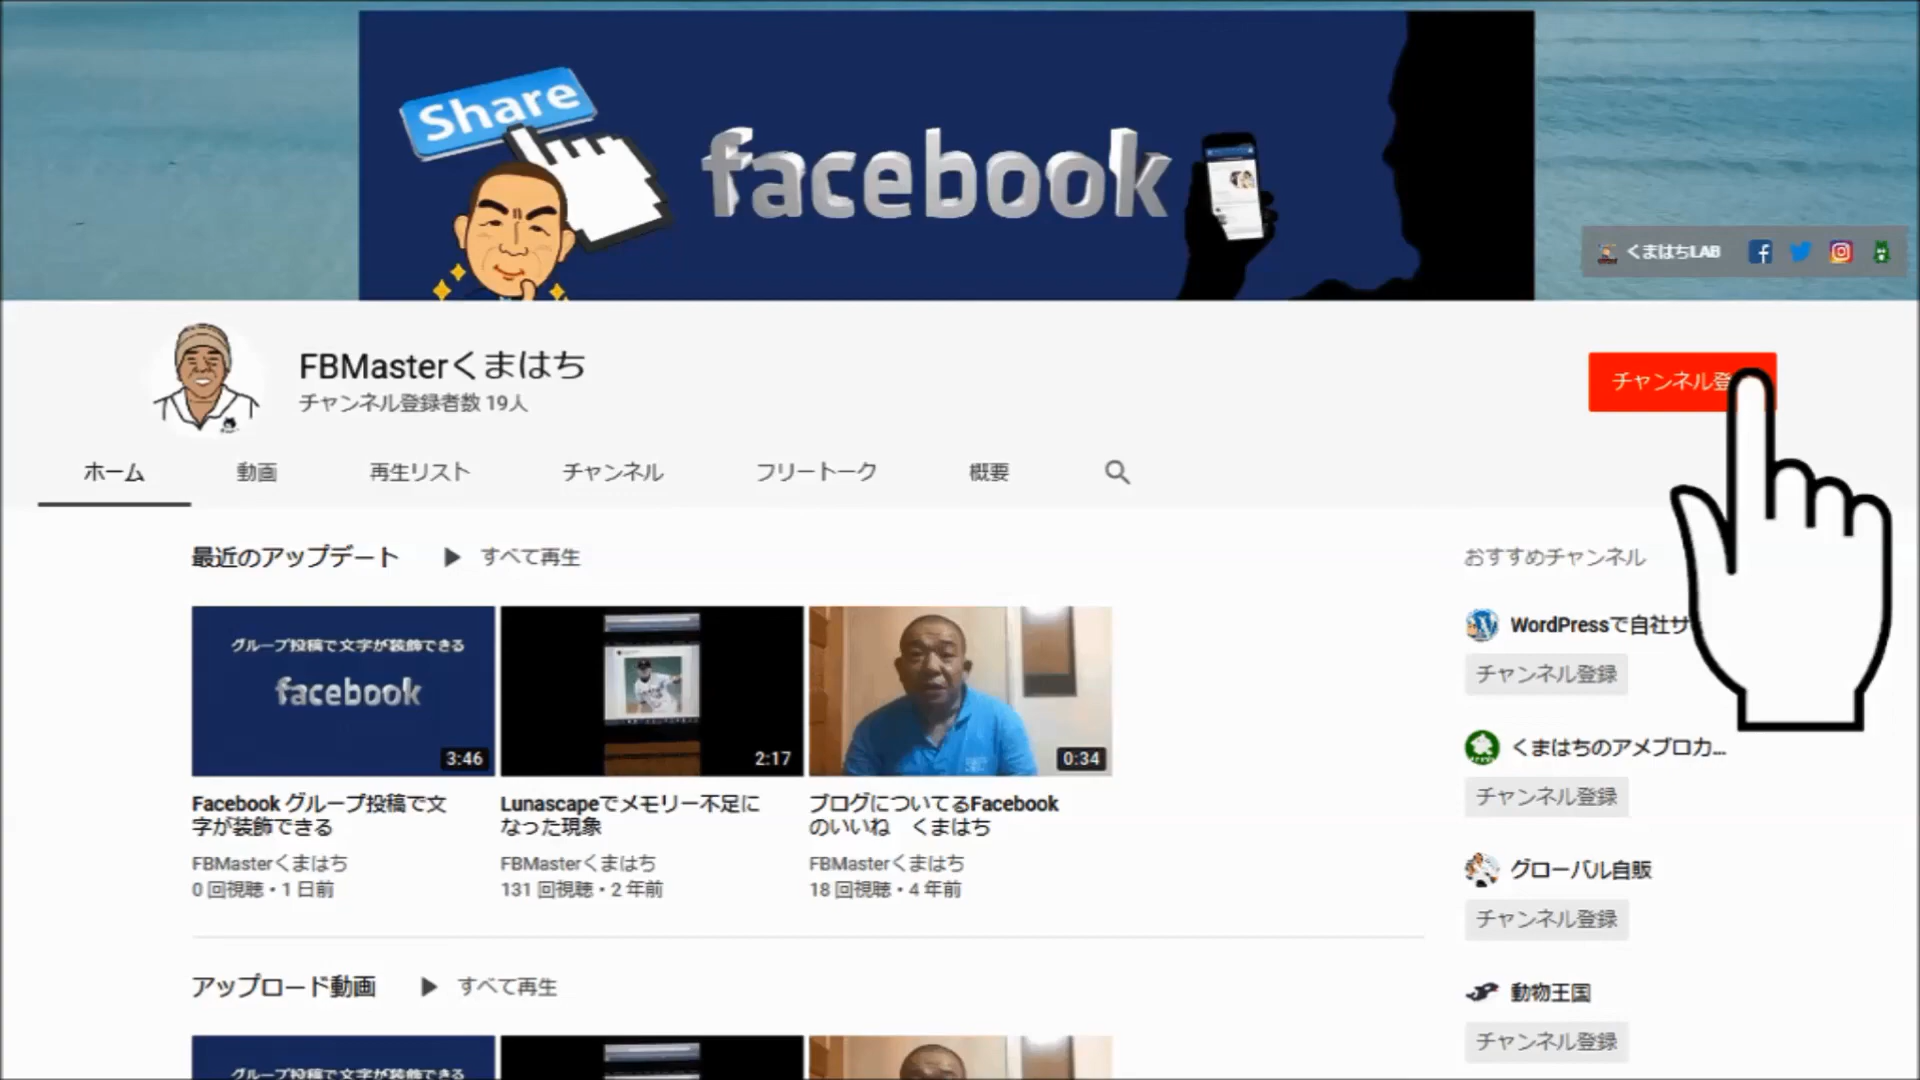 Share
facebook
くまはちLAB
FBMasterくまはち
チャンネル登録者数 19人
チャンネル登
ホーム
動画
再生リスト
チャンネル
フリートーク
概要
最近のアップデート
すべて再生
グループ投稿で文字が装飾できる
facebook
3:46
2:17
0:34
Facebook グループ投稿で文
字が装飾できる
FBMasterくまはち
0 回視聴・1 日前
Lunascapeでメモリー不足に
なった現象
FBMasterくまはち
131 回視聴・2 年前
ブログについてるFacebook
のいいね　くまはち
FBMasterくまはち
18 回視聴・4 年前
おすすめチャンネル
WordPressで自社サ
チャンネル登録
くまはちのアメブロカ...
チャンネル登録
グローバル自販
チャンネル登録
動物王国
チャンネル登録
アップロード動画
すべて再生
グループ投稿で文字が装飾できる